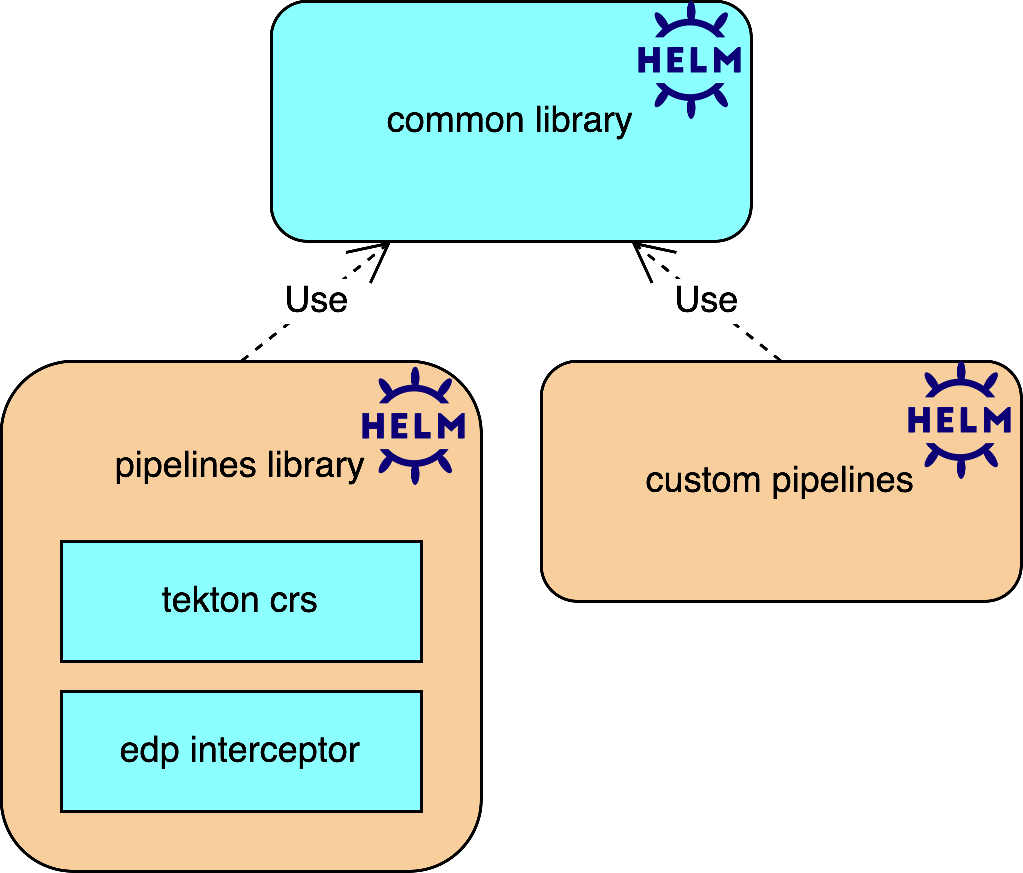 HELM
common library
Use
Use
HELM
pipelines library
HELM
custom pipelines
tekton crs
edp interceptor